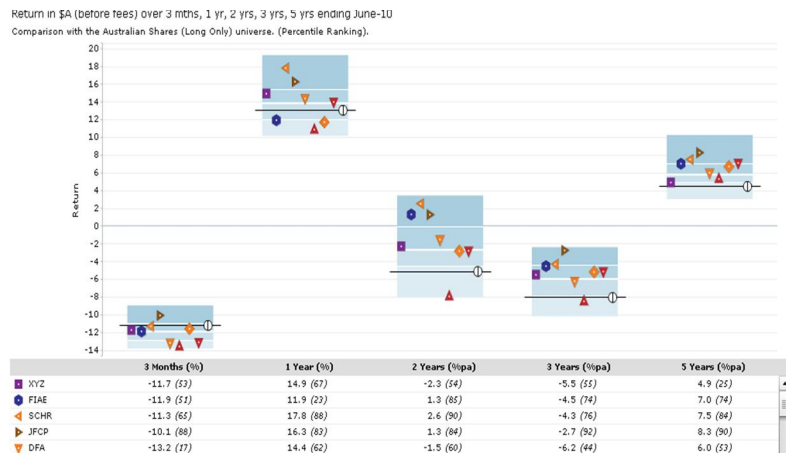 Return in $A (before fees) over 3 mths, 1 yr, 2 yrs, 3 yrs, 5 yrs ending June-10
Comparison with the Australian Shares (Long Only) universe. (Percentile Ranking).
20
18
16
14
12
10
8
6
4
2
0
-2
-4
-6
-8
-10
-12
-14
Return
3 Months (%) 1 Year (%) 2 Years (%pa) 3 Years (%pa) 5 Years (%pa)
XYZ -11.7 (53) 14.9 (67) -2.3 (54) -5.5 (55) 4.9 (25)
FIAE -11.9 (51) 11.9 (23) 1.3 (85) -4.5 (74) 7.0 (74)
SCHR -11.3 (65) 17.8 (88) 2.6 (90) -4.3 (76) 7.5 (84)
JFCP -10.1 (88) 16.3 (83) 1.3 (84) -2.7 (92) 8.3 (90)
DFA -13.2 (17) 14.4 (62) -1.5 (60) -6.2 (44) 6.0 (53)